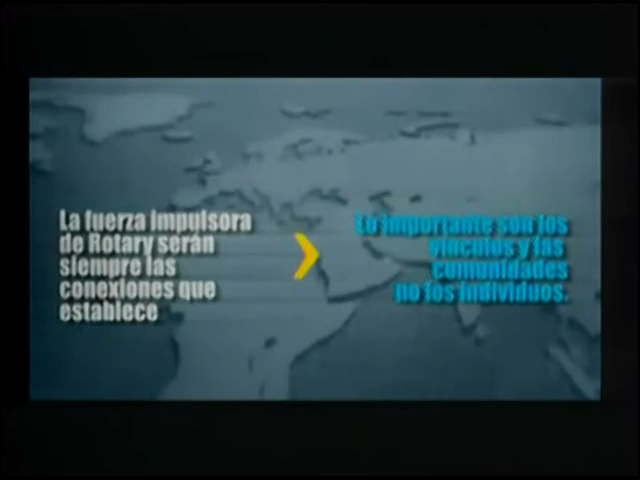 La fuerza impulsora
de Rotary serán
siempre las
conexiones que
establece
Lo importante son los
vínculos y las
comunidades
no los individuos.